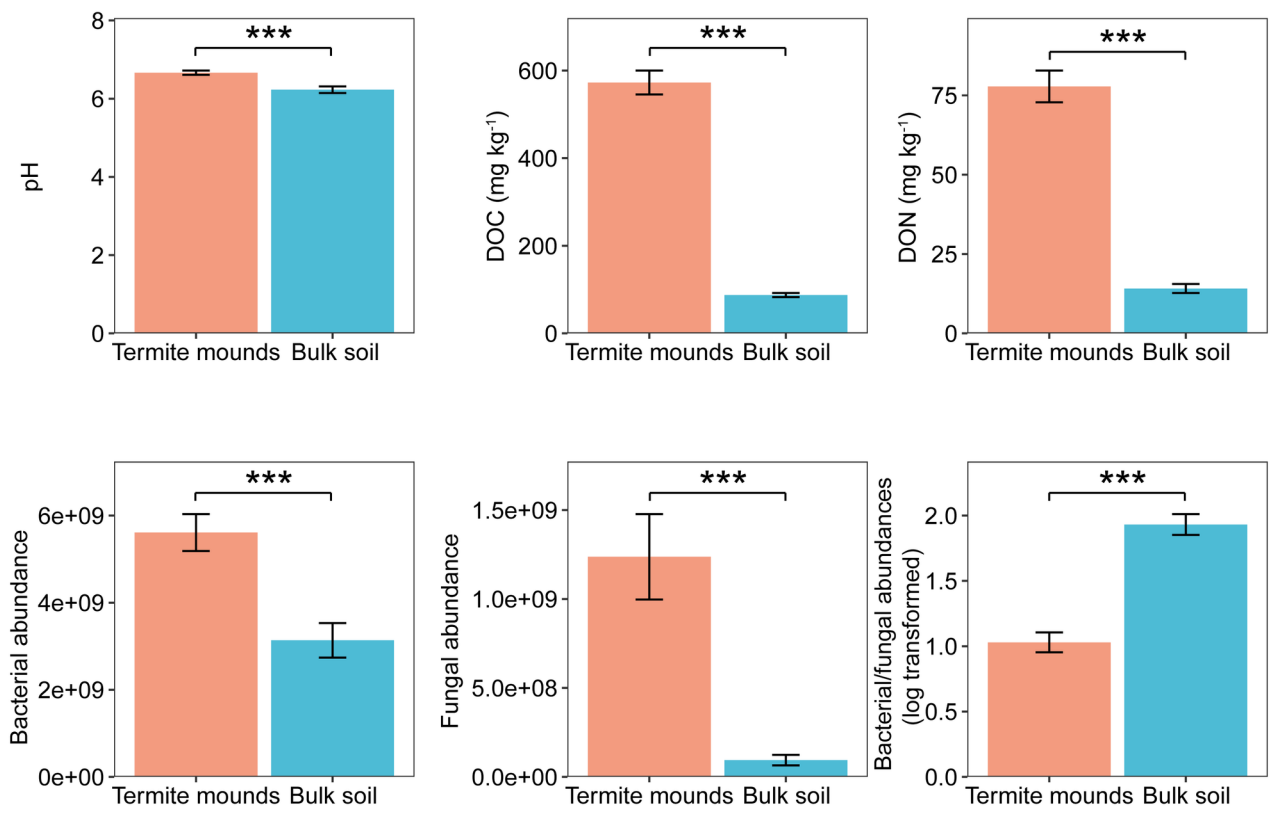 ***
8
6
4
2
0
pH
Termite mounds Bulk soil
***
600
400
200
0
DOC (mg kg⁻¹)
Termite mounds Bulk soil
***
75
50
25
0
DON (mg kg⁻¹)
Termite mounds Bulk soil
***
6e+09
4e+09
2e+09
0e+00
Bacterial abundance
Termite mounds Bulk soil
***
1.5e+09
1.0e+09
5.0e+08
0.0e+00
Fungal abundance
Termite mounds Bulk soil
***
2.0
1.5
1.0
0.5
0.0
Bacterial/fungal abundances
(log transformed)
Termite mounds Bulk soil